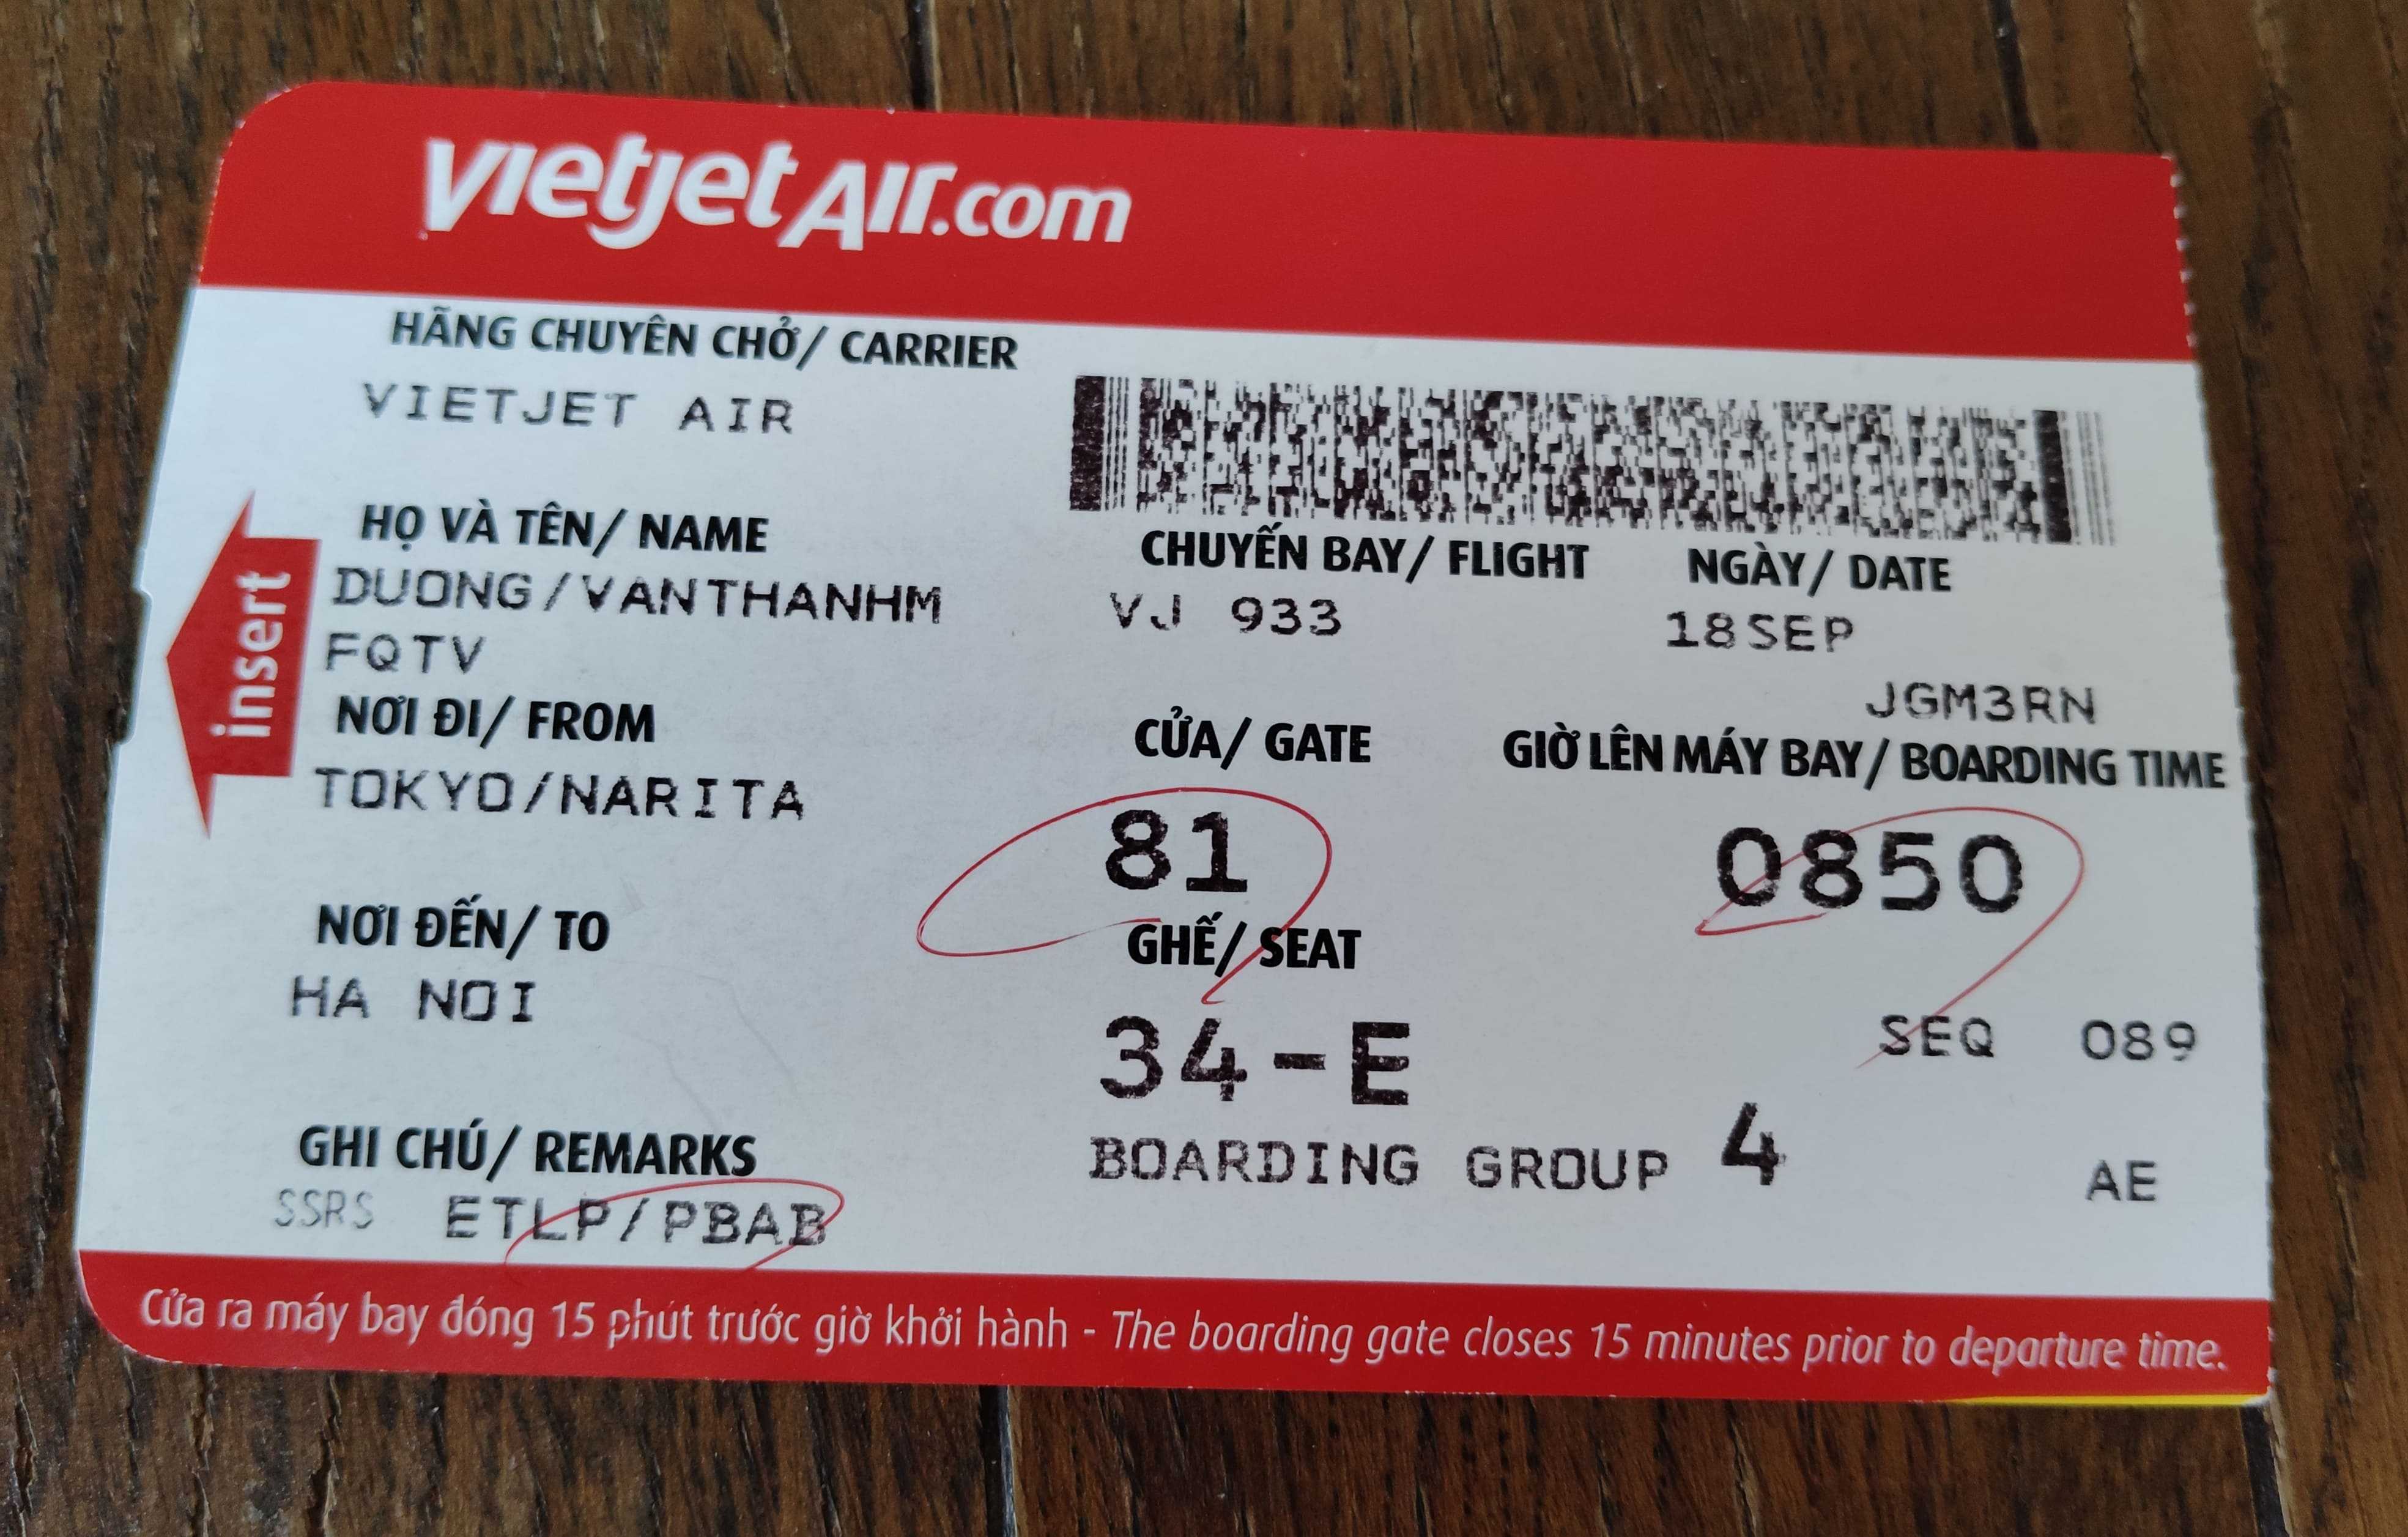 vietjetAir.com
HÃNG CHUYÊN CHỞ/ CARRIER
VIETJET AIR
HỌ VÀ TÊN/ NAME
DUONG/VANTHANHM
FQTV
CHUYẾN BAY/ FLIGHT
VJ 933
NGÀY/ DATE
18SEP
JGM3RN
insert
NƠI ĐI/ FROM
TOKYO/NARITA
CỬA/ GATE
81
GIỜ LÊN MÁY BAY/ BOARDING TIME
0850
NƠI ĐẾN/ TO
HA NOI
GHẾ/ SEAT
34-E
SEQ 089
GHI CHÚ/ REMARKS
SSRS ETLP/PBAB
BOARDING GROUP 4
AE
Cửa ra máy bay đóng 15 phút trước giờ khởi hành - The boarding gate closes 15 minutes prior to departure time.